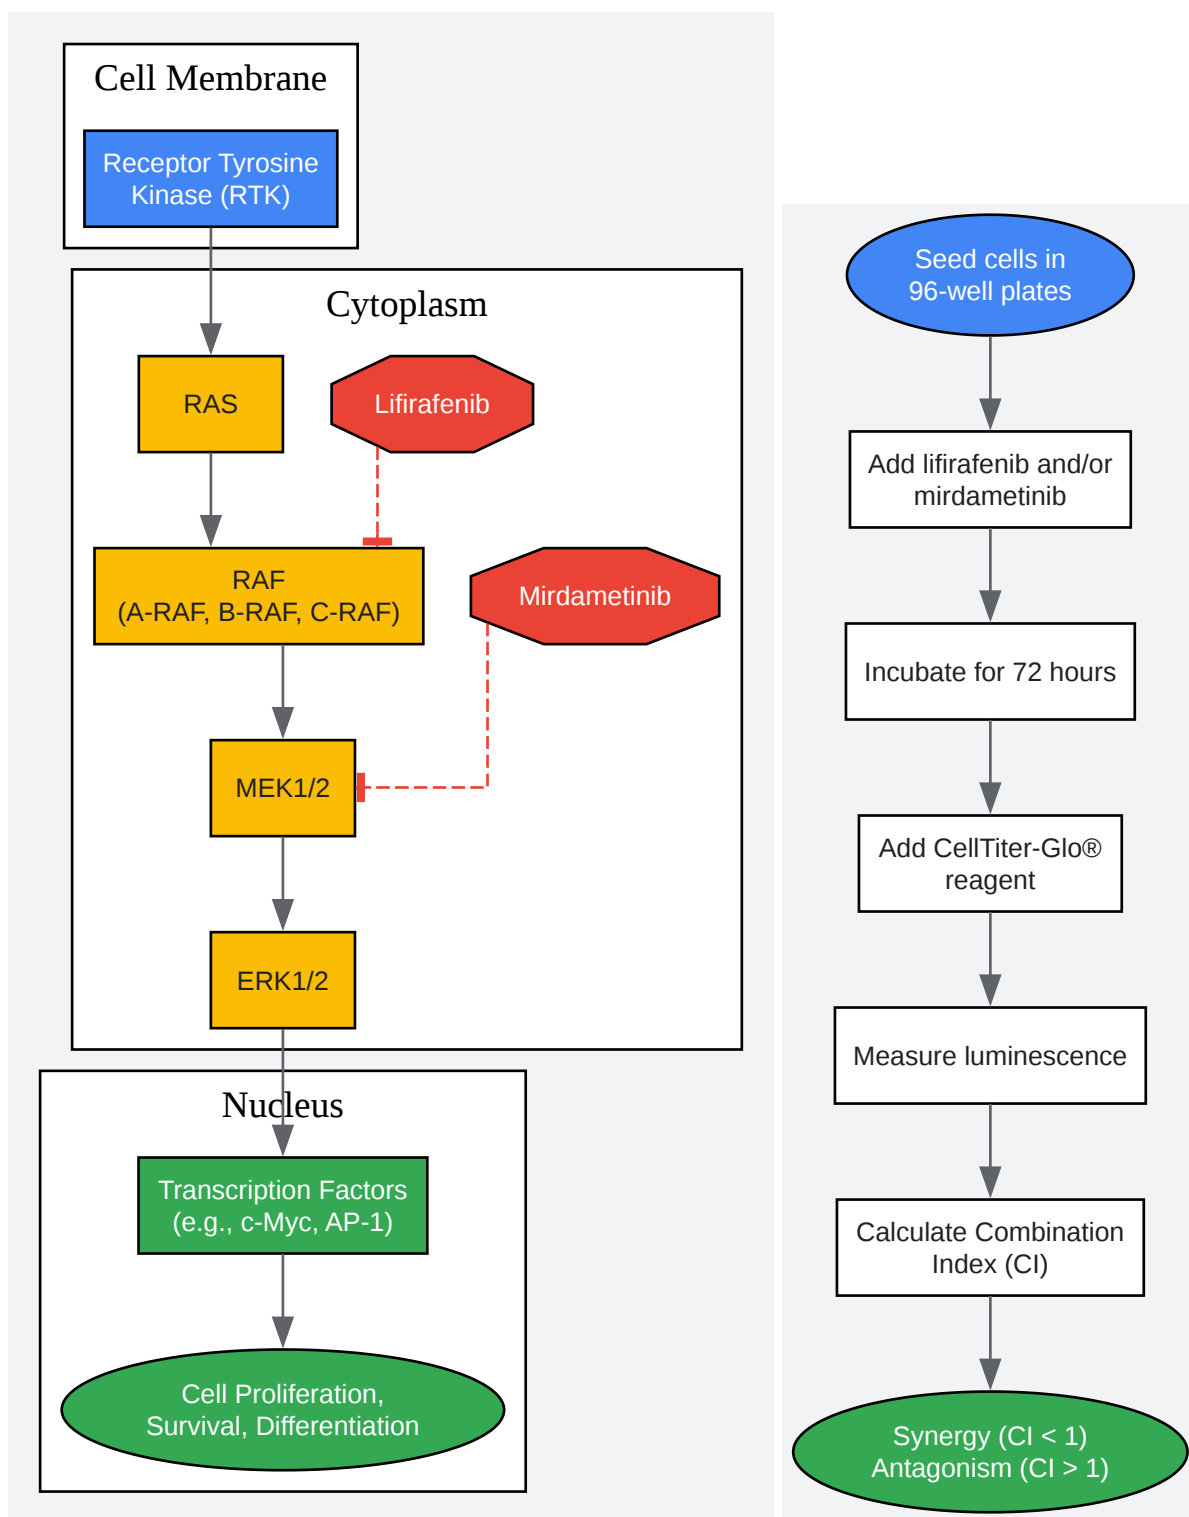 Cell Membrane
Receptor Tyrosine
Kinase (RTK)
Cytoplasm
RAS
Lifirafenib
RAF
(A-RAF, B-RAF, C-RAF)
Mirdametinib
MEK1/2
ERK1/2
Nucleus
Transcription Factors
(e.g., c-Myc, AP-1)
Cell Proliferation,
Survival, Differentiation
Seed cells in
96-well plates
Add lifirafenib and/or
mirdametinib
Incubate for 72 hours
Add CellTiter-Glo®
reagent
Measure luminescence
Calculate Combination
Index (CI)
Synergy (CI < 1)
Antagonism (CI > 1)